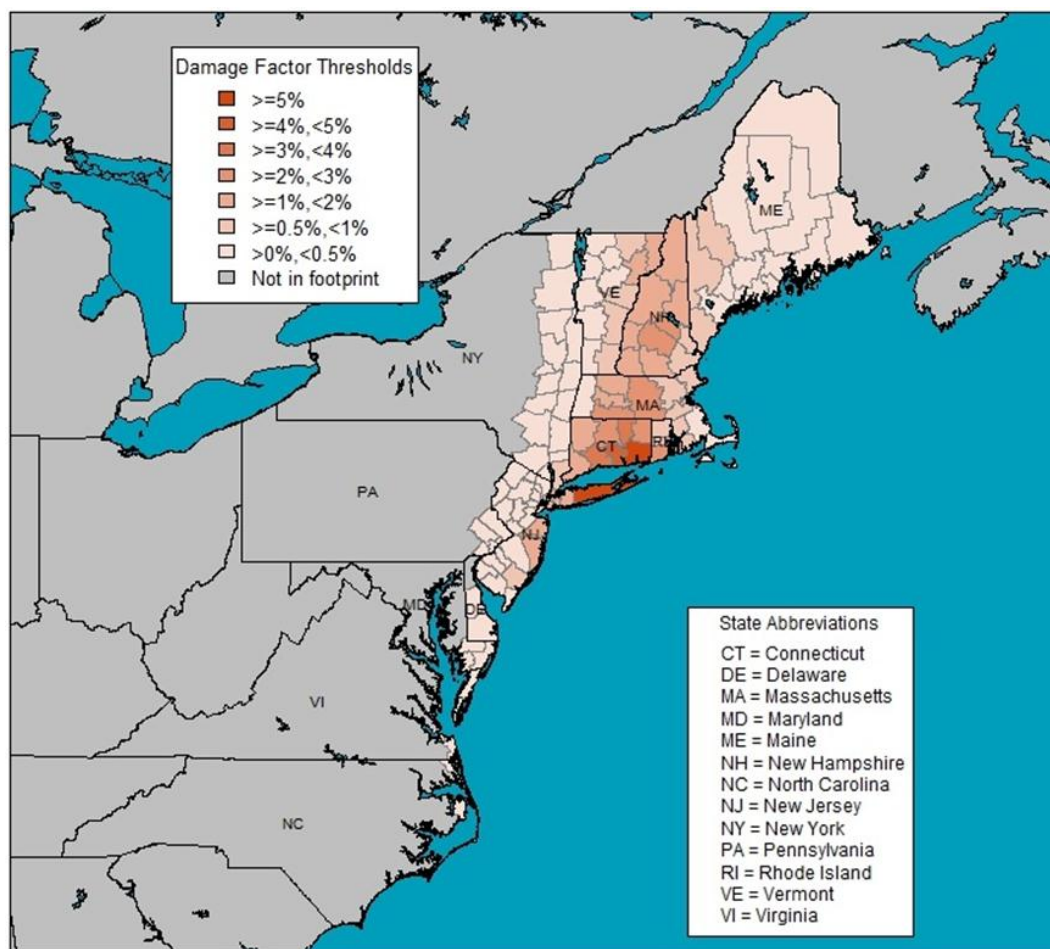 Damage Factor Thresholds
>=5%
>=4%,<5%
>=3%,<4%
>=2%,<3%
>=1%,<2%
>=0.5%,<1%
>0%,<0.5%
Not in footprint
ME
VE
NH
NY
MA
CT
RI
PA
NJ
MD
DE
VI
NC
State Abbreviations
CT = Connecticut
DE = Delaware
MA = Massachusetts
MD = Maryland
ME = Maine
NH = New Hampshire
NC = North Carolina
NJ = New Jersey
NY = New York
PA = Pennsylvania
RI = Rhode Island
VE = Vermont
VI = Virginia